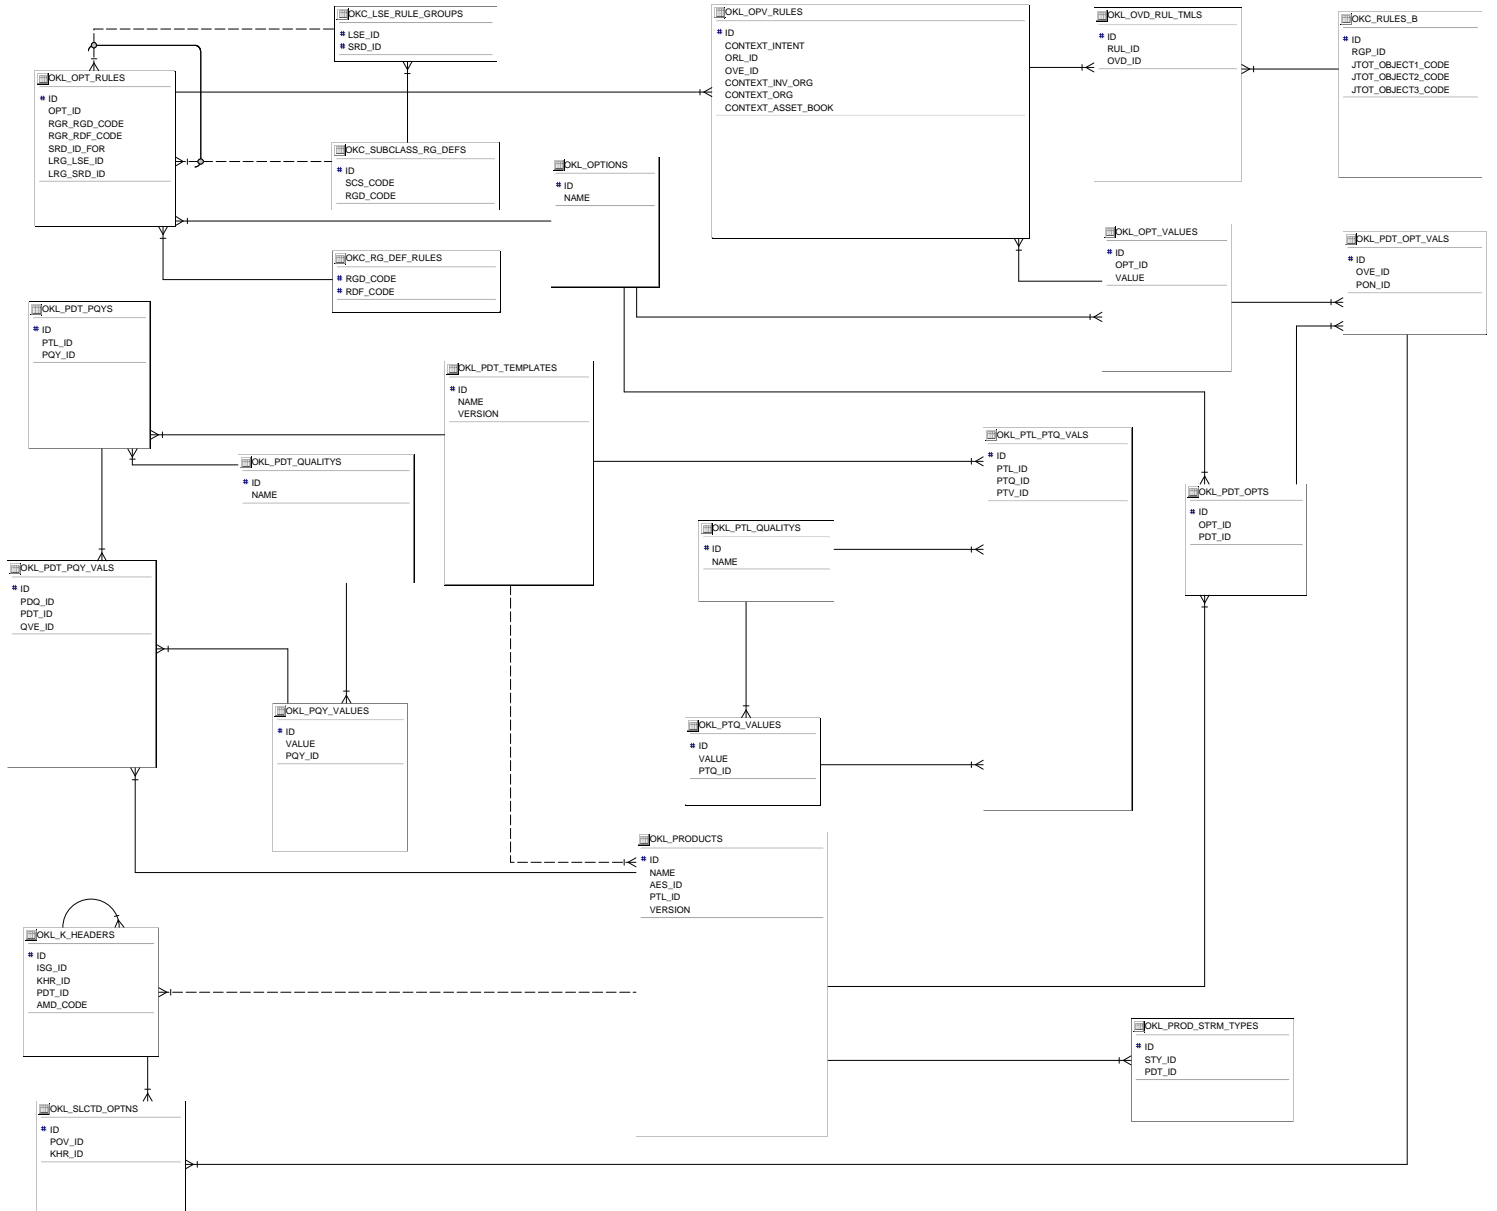 OKC_LSE_RULE_GROUPS
# LSE_ID
# SRD_ID
OKL_OPV_RULES
# ID
CONTEXT_INTENT
ORL_ID
OVE_ID
CONTEXT_INV_ORG
CONTEXT_ORG
CONTEXT_ASSET_BOOK
OKL_OVD_RUL_TMLS
# ID
RUL_ID
OVD_ID
OKC_RULES_B
# ID
RGP_ID
JTOT_OBJECT1_CODE
JTOT_OBJECT2_CODE
JTOT_OBJECT3_CODE
OKL_OPT_RULES
# ID
OPT_ID
RGR_RGD_CODE
RGR_RDF_CODE
SRD_ID_FOR
LRG_LSE_ID
LRG_SRD_ID
OKC_SUBCLASS_RG_DEFS
# ID
SCS_CODE
RGD_CODE
OKL_OPTIONS
# ID
NAME
OKL_OPT_VALUES
# ID
OPT_ID
VALUE
OKL_PDT_OPT_VALS
# ID
OVE_ID
PON_ID
OKC_RG_DEF_RULES
# RGD_CODE
# RDF_CODE
OKL_PDT_PQYS
# ID
PTL_ID
PQY_ID
OKL_PDT_TEMPLATES
# ID
NAME
VERSION
OKL_PTL_PTQ_VALS
# ID
PTL_ID
PTQ_ID
PTV_ID
OKL_PDT_QUALITYS
# ID
NAME
OKL_PDT_OPTS
# ID
OPT_ID
PDT_ID
OKL_PTL_QUALITYS
# ID
NAME
OKL_PDT_PQY_VALS
# ID
PDQ_ID
PDT_ID
QVE_ID
OKL_PQY_VALUES
# ID
VALUE
PQY_ID
OKL_PTQ_VALUES
# ID
VALUE
PTQ_ID
OKL_PRODUCTS
# ID
NAME
AES_ID
PTL_ID
VERSION
OKL_K_HEADERS
# ID
ISG_ID
KHR_ID
PDT_ID
AMD_CODE
OKL_PROD_STRM_TYPES
# ID
STY_ID
PDT_ID
OKL_SLCTD_OPTNS
# ID
POV_ID
KHR_ID